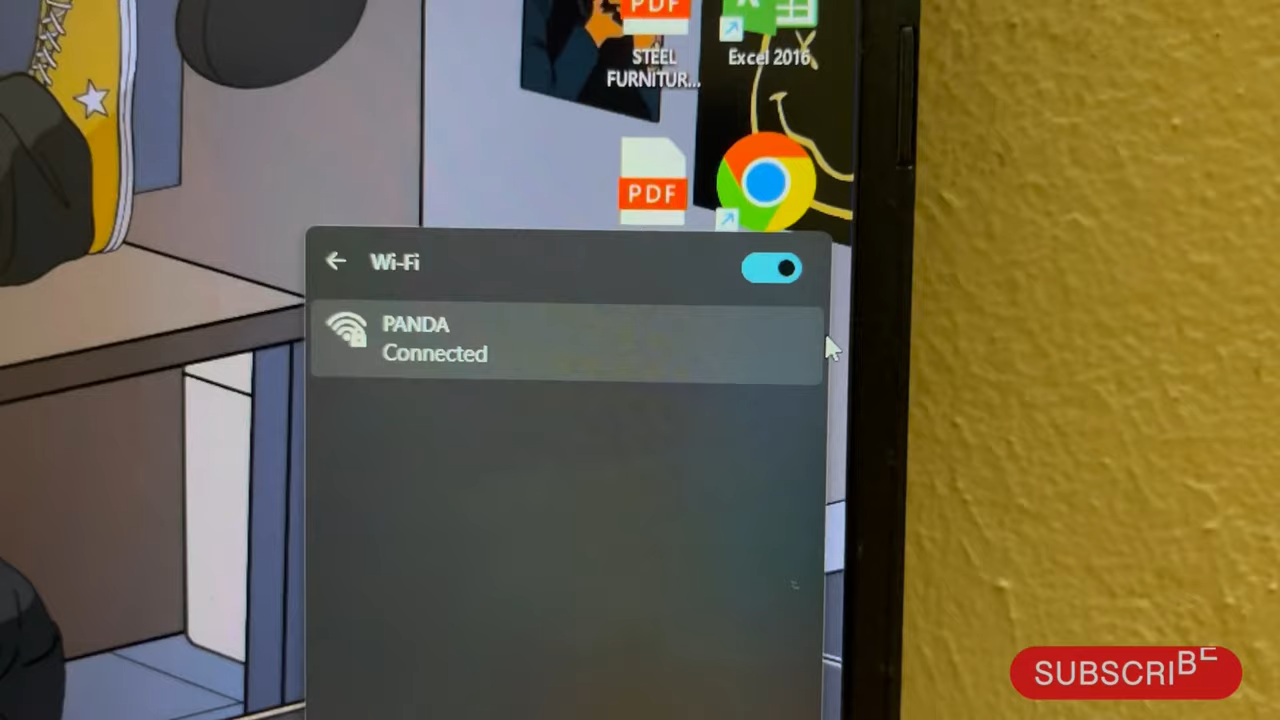 PDF
STEEL
FURNITUR...
Excel 2016
PDF
Wi-Fi
PANDA
Connected
SUBSCRIBE